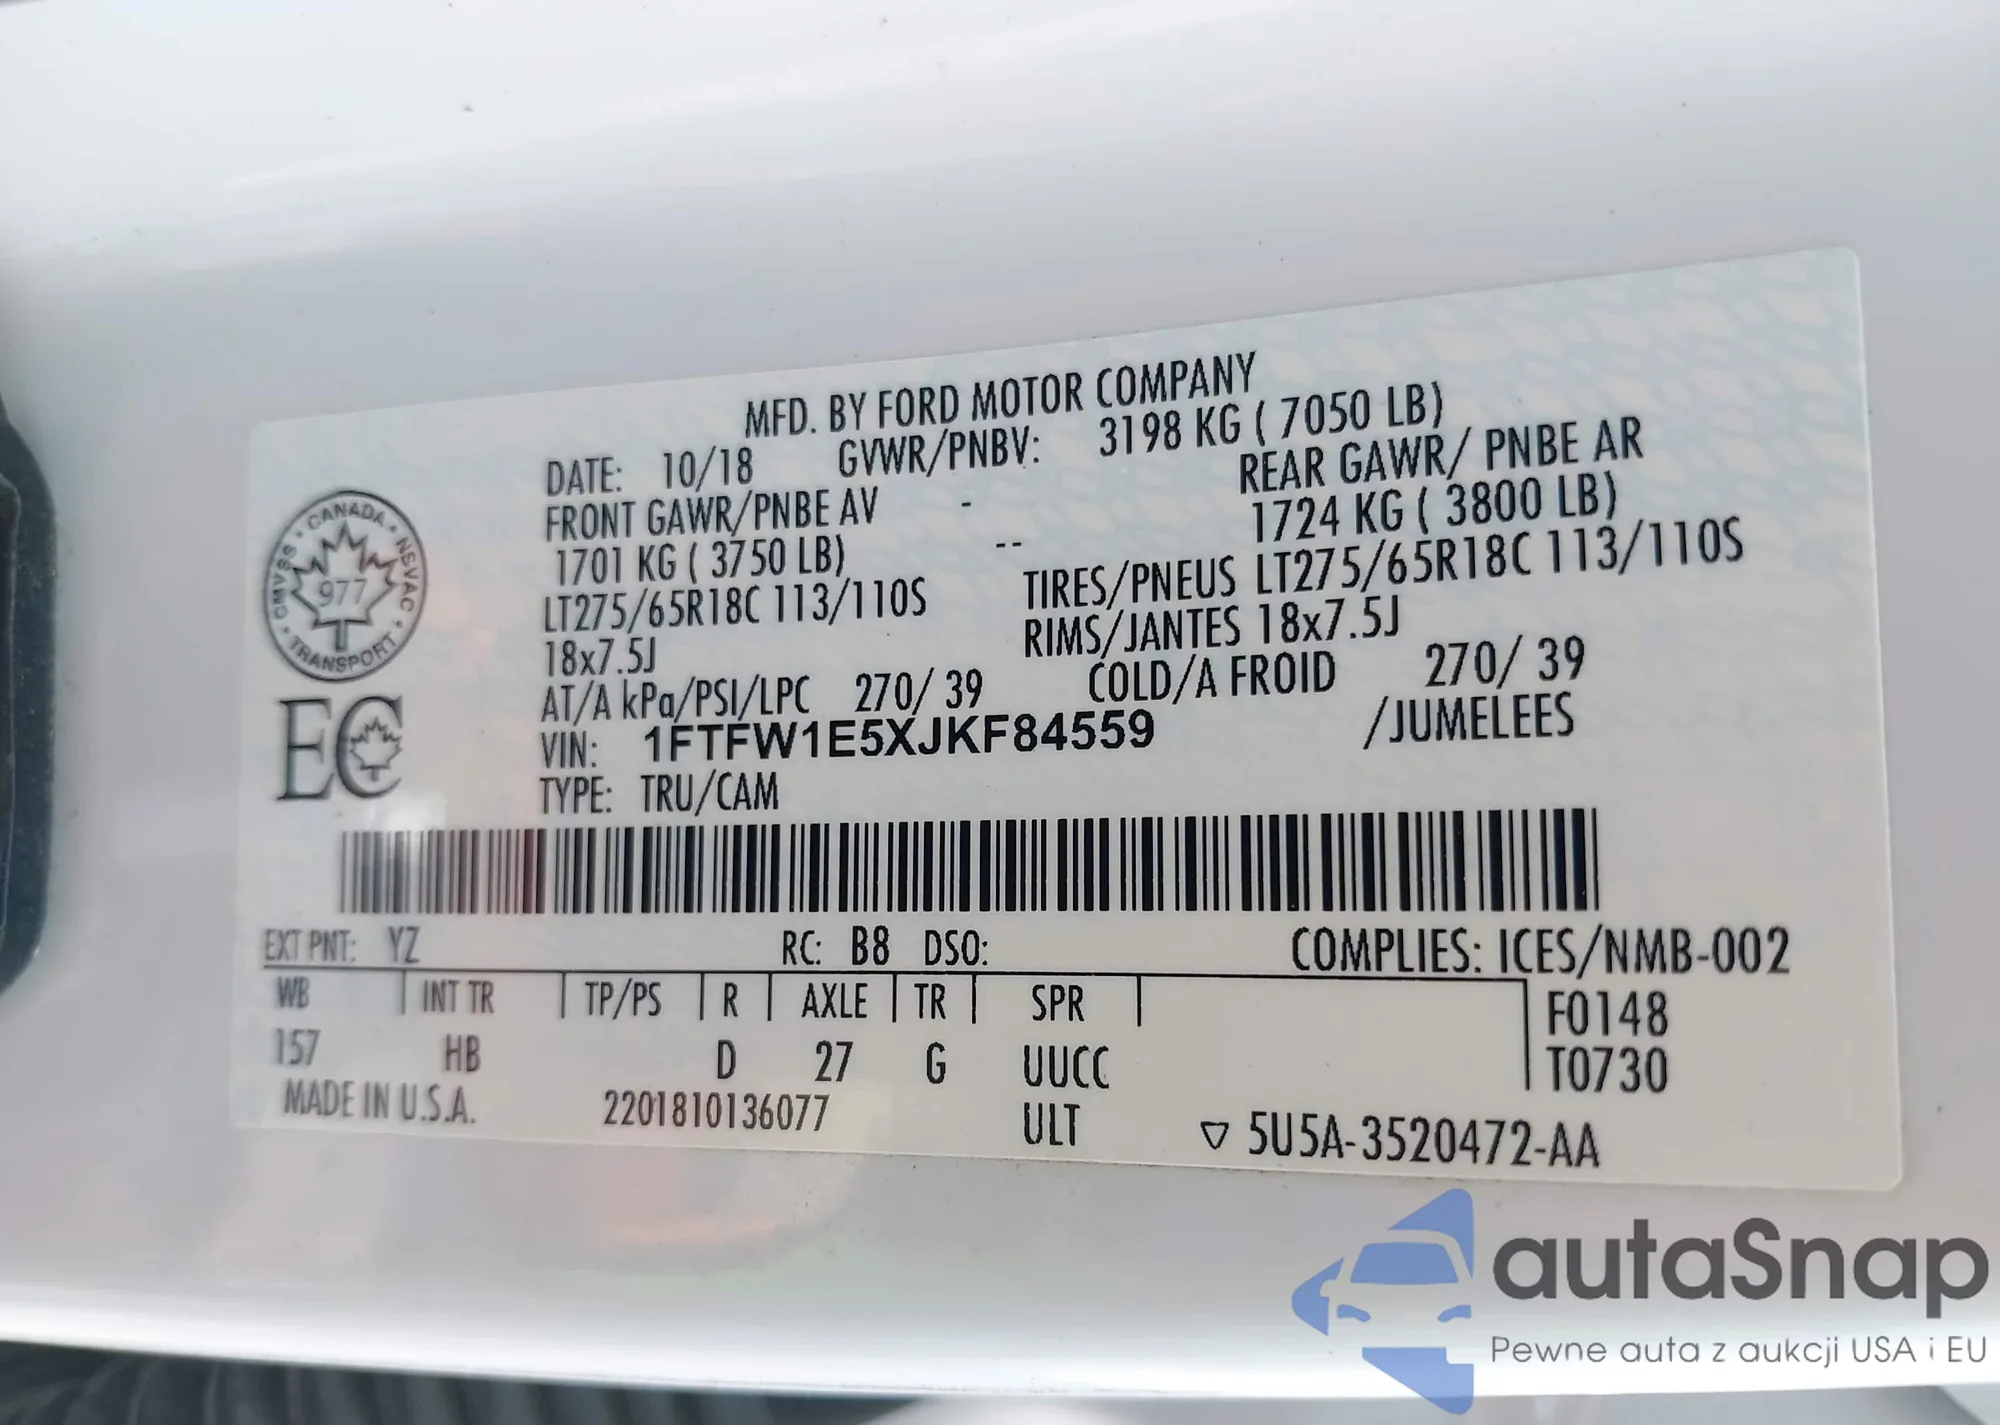 MFD. BY FORD MOTOR COMPANY
DATE: 10/18 GVWR/PNBV: 3198 KG ( 7050 LB)
FRONT GAWR/PNBE AV - REAR GAWR/ PNBE AR
1701 KG ( 3750 LB) -- 1724 KG ( 3800 LB)
LT275/65R18C 113/110S TIRES/PNEUS LT275/65R18C 113/110S
18x7.5J RIMS/JANTES 18x7.5J
AT/A kPa/PSI/LPC 270/ 39 COLD/A FROID 270/ 39
VIN: 1FTFW1E5XJKF84559 /JUMELEES
TYPE: TRU/CAM
CANADA · NSVAC · TRANSPORT · CMVSS ·
977
EC
EXT PNT: YZ RC: B8 DSO: COMPLIES: ICES/NMB-002
WB INT TR TP/PS R AXLE TR SPR F0148
157 HB D 27 G UUCC T0730
MADE IN U.S.A. 2201810136077 ULT ▽ 5U5A-3520472-AA
autaSnap
Pewne auta z aukcji USA i EU